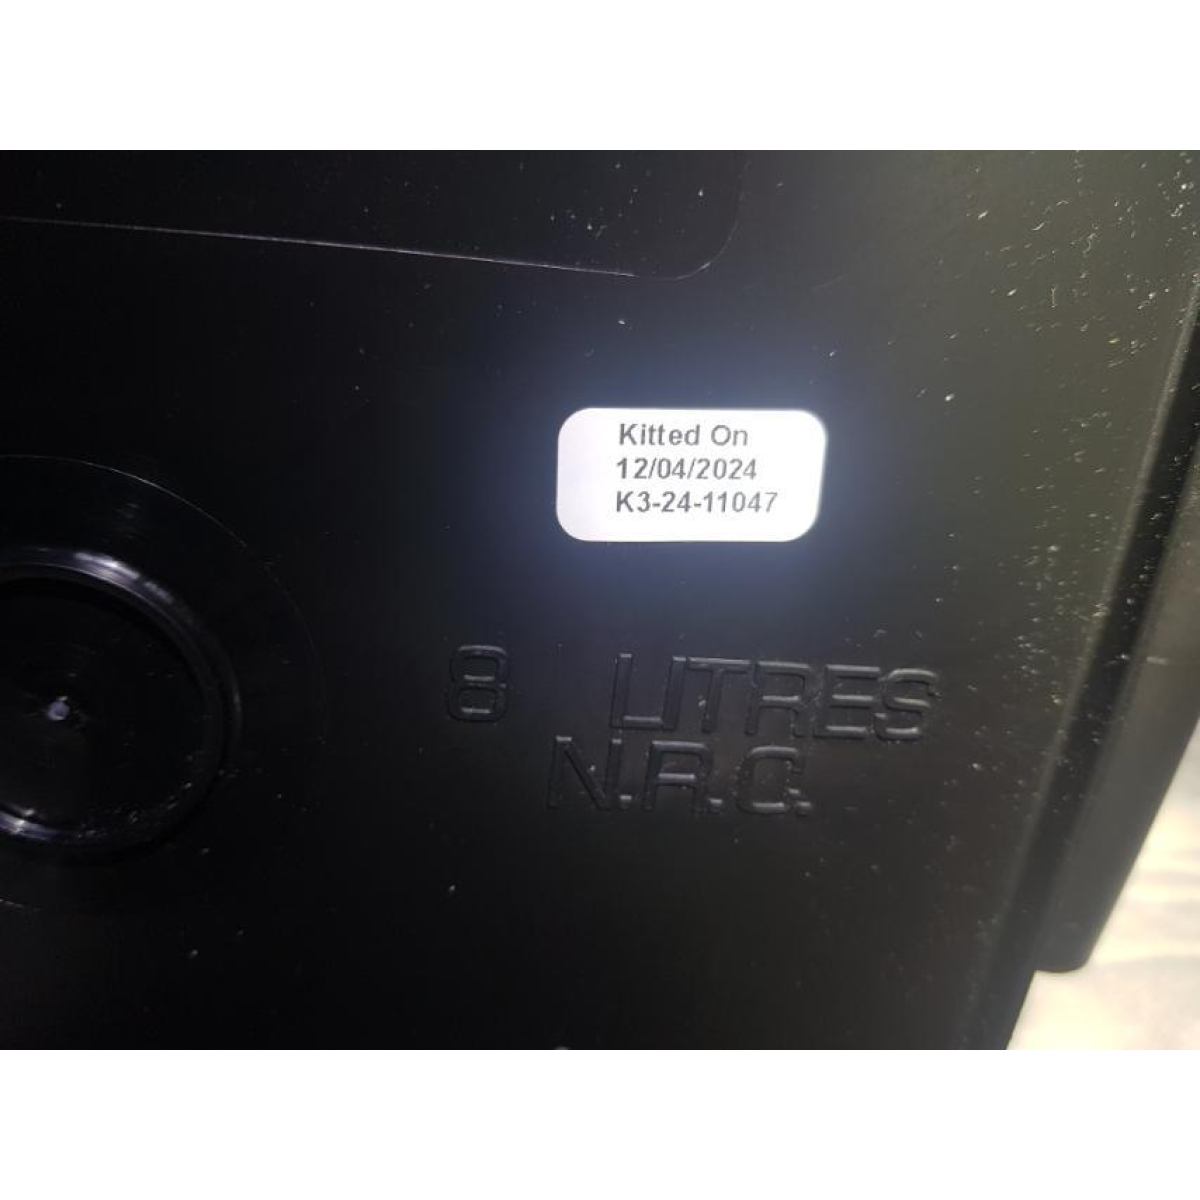 Kitted On
12/04/2024
K3-24-11047
8 LITRES
N.R.C.